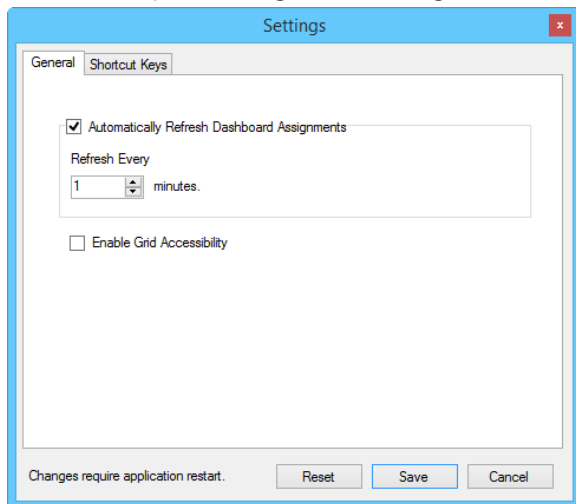 Settings
x
General Shortcut Keys
Automatically Refresh Dashboard Assignments
Refresh Every
1 minutes.
Enable Grid Accessibility
Changes require application restart. Reset Save Cancel